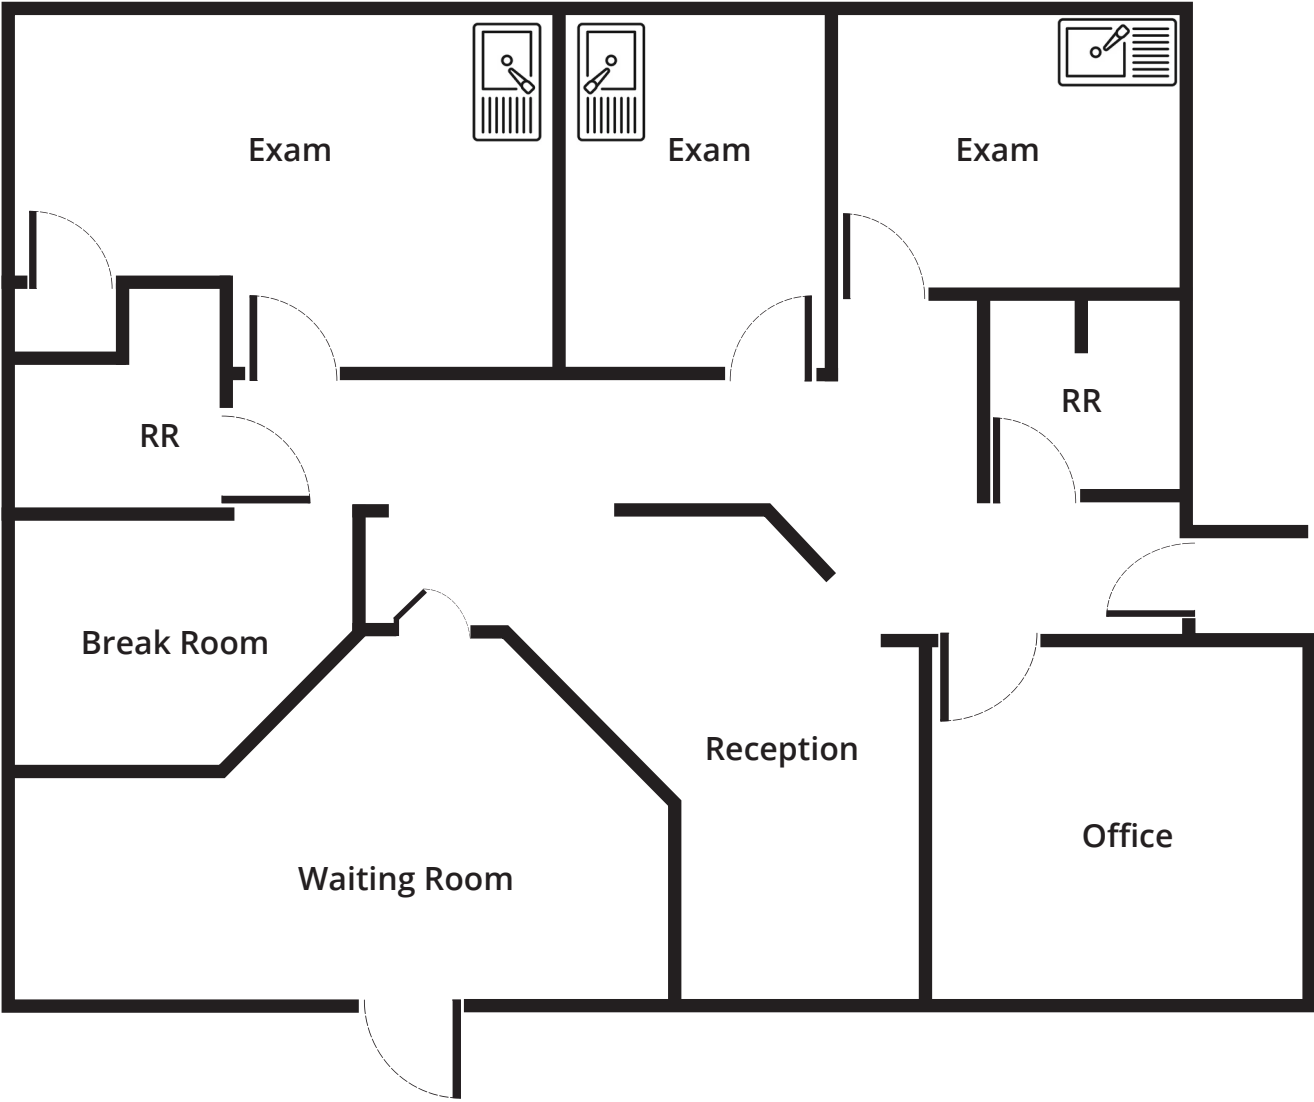 Exam
Exam
Exam
RR
RR
Break Room
Reception
Office
Waiting Room